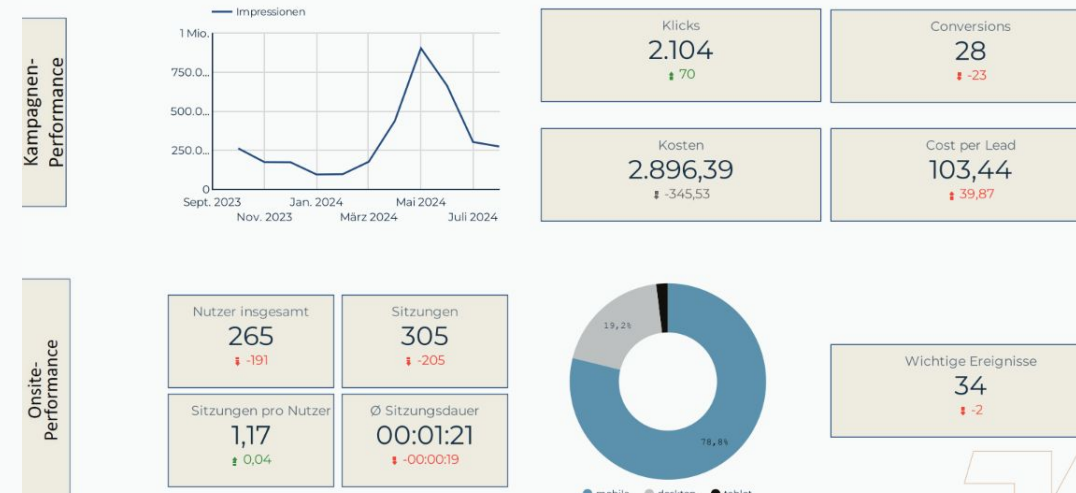 Kampagnen-
Performance
Impressionen
1 Mio.
750.0...
500.0...
250.0...
0
Sept. 2023
Nov. 2023
Jan. 2024
März 2024
Mai 2024
Juli 2024
Klicks
2.104
70
Conversions
28
-23
Kosten
2.896,39
-345,53
Cost per Lead
103,44
39,87
Onsite-
Performance
Nutzer insgesamt
265
-191
Sitzungen
305
-205
Sitzungen pro Nutzer
1,17
0,04
Ø Sitzungsdauer
00:01:21
-00:00:19
19,2%
78,8%
mobile desktop tablet
Wichtige Ereignisse
34
-2